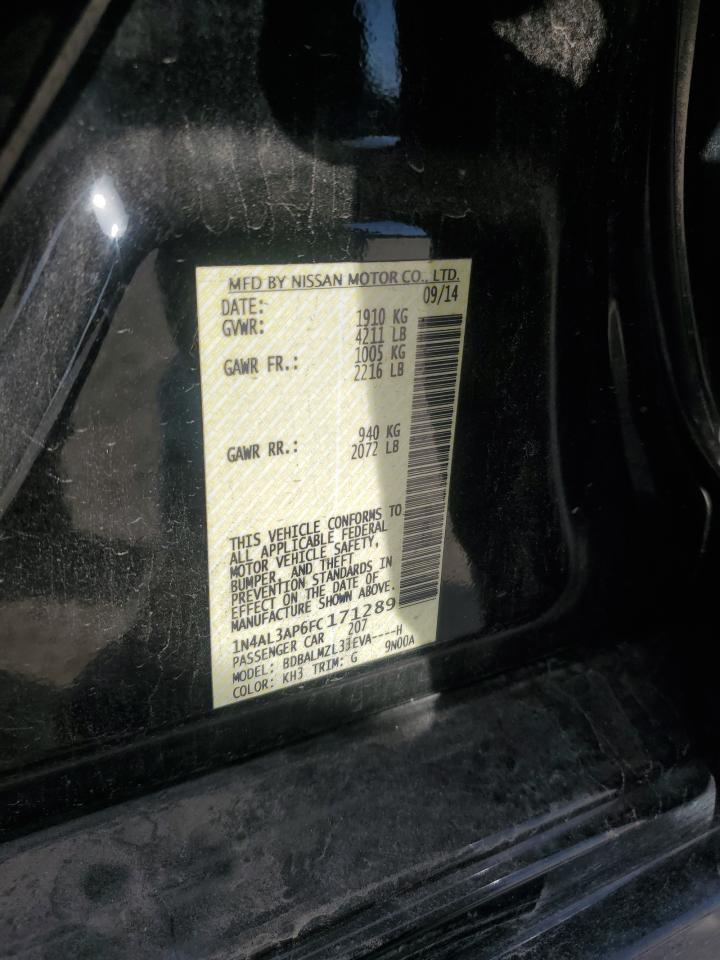 MFD BY NISSAN MOTOR CO., LTD.
DATE: 09/14
GVWR: 1910 KG
4211 LB
GAWR FR.: 1005 KG
2216 LB
GAWR RR.: 940 KG
2072 LB
THIS VEHICLE CONFORMS TO
ALL APPLICABLE FEDERAL
MOTOR VEHICLE SAFETY,
BUMPER, AND THEFT
PREVENTION STANDARDS IN
EFFECT ON THE DATE OF
MANUFACTURE SHOWN ABOVE.
1N4AL3AP6FC171289
PASSENGER CAR 207
MODEL: BDBALMZL33EVA----H
COLOR: KH3 TRIM: G 9N00A